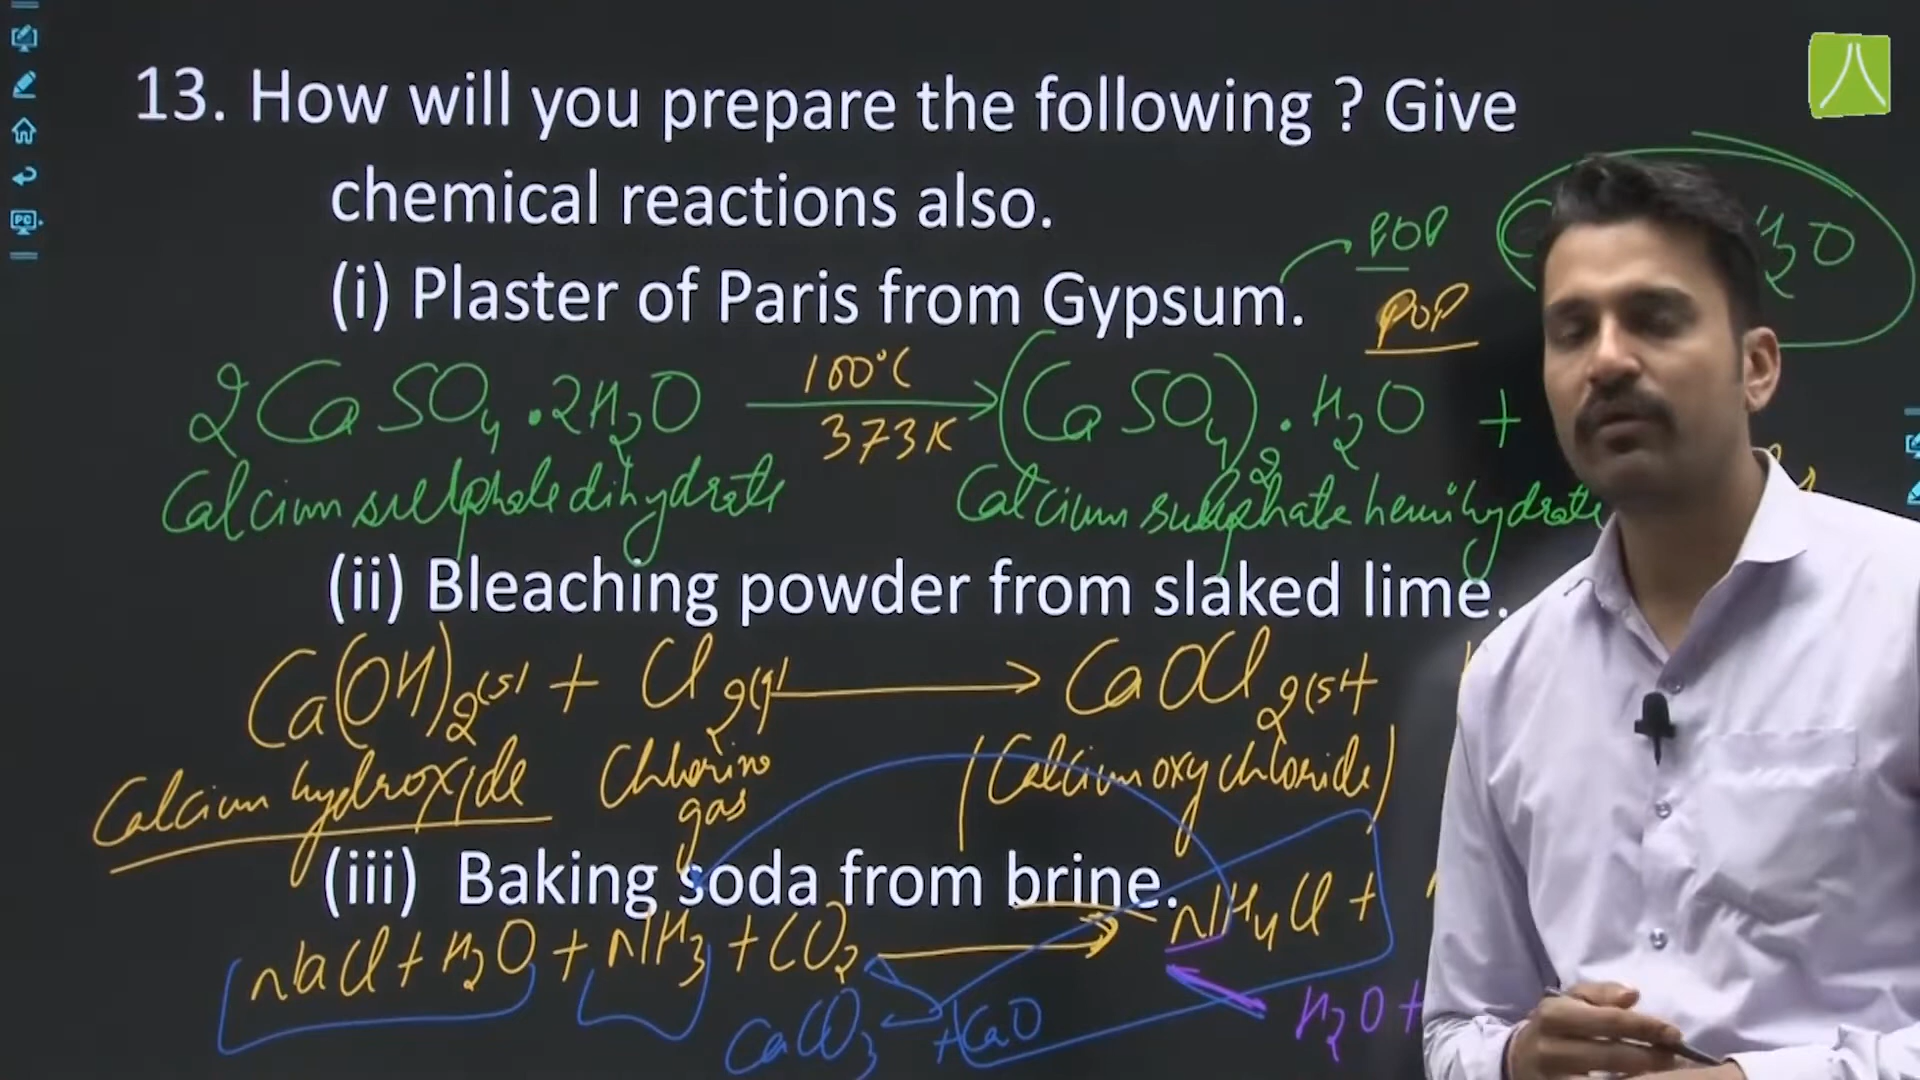 13. How will you prepare the following ? Give
chemical reactions also.
POP
H₂O
(i) Plaster of Paris from Gypsum.
POP
2CaSO₄.2H₂O 100°C 373K (CaSO₄)₂.H₂O +
Calcium sulphate dihydrate Calcium sulphate hemihydrate
(ii) Bleaching powder from slaked lime.
Ca(OH)₂(s) + Cl₂(g) → CaOCl₂(s) +
Calcium hydroxide Chlorine gas (Calcium oxychloride)
(iii) Baking soda from brine.
NaCl + H₂O + NH₃ + CO₂ → NH₄Cl +
CaCO₃ + CaO H₂O +
PC